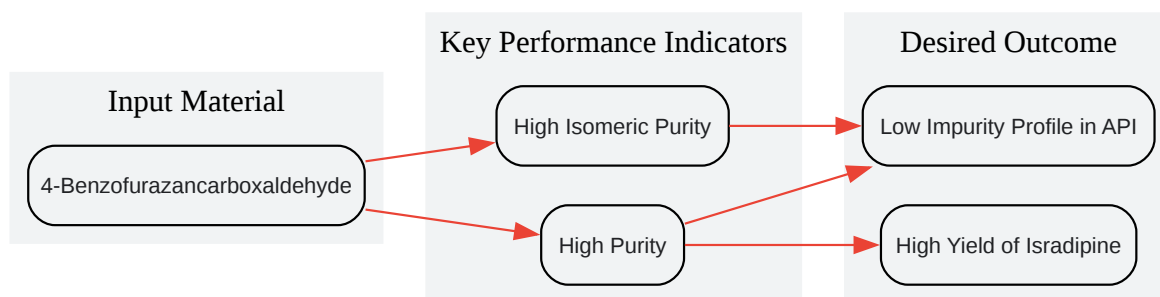 Input Material
4-Benzofurazancarboxaldehyde
Key Performance Indicators
High Isomeric Purity
High Purity
Desired Outcome
Low Impurity Profile in API
High Yield of Isradipine